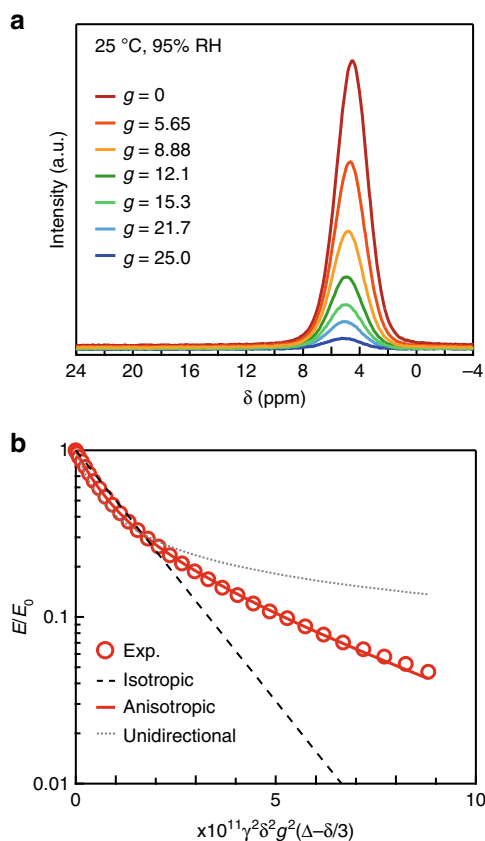 a
25 °C, 95% RH
g = 0
g = 5.65
g = 8.88
g = 12.1
g = 15.3
g = 21.7
g = 25.0
Intensity (a.u.)
24 20 16 12 8 4 0 –4
δ (ppm)
b
1
0.1
0.01
E/E₀
Exp.
Isotropic
Anisotropic
Unidirectional
0 5 10
x10¹¹γ²δ²g²(Δ–δ/3)